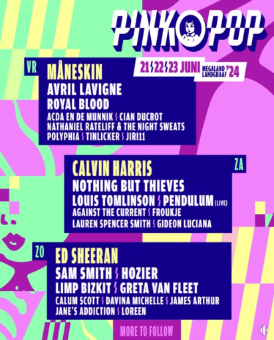 PINKPOP
21 22 23 JUNI MEGALAND LANDGRAAF '24
VR
MÅNESKIN
AVRIL LAVIGNE
ROYAL BLOOD
ACDA EN DE MUNNIK CIAN DUCROT
NATHANIEL RATELIFF & THE NIGHT SWEATS
POLYPHIA TINLICKER JIRI11
ZA
CALVIN HARRIS
NOTHING BUT THIEVES
LOUIS TOMLINSON PENDULUM (LIVE)
AGAINST THE CURRENT FROUKJE
LAUREN SPENCER SMITH GIDEON LUCIANA
ZO
ED SHEERAN
SAM SMITH HOZIER
LIMP BIZKIT GRETA VAN FLEET
CALUM SCOTT DAVINA MICHELLE JAMES ARTHUR
JANE'S ADDICTION LOREEN
MORE TO FOLLOW